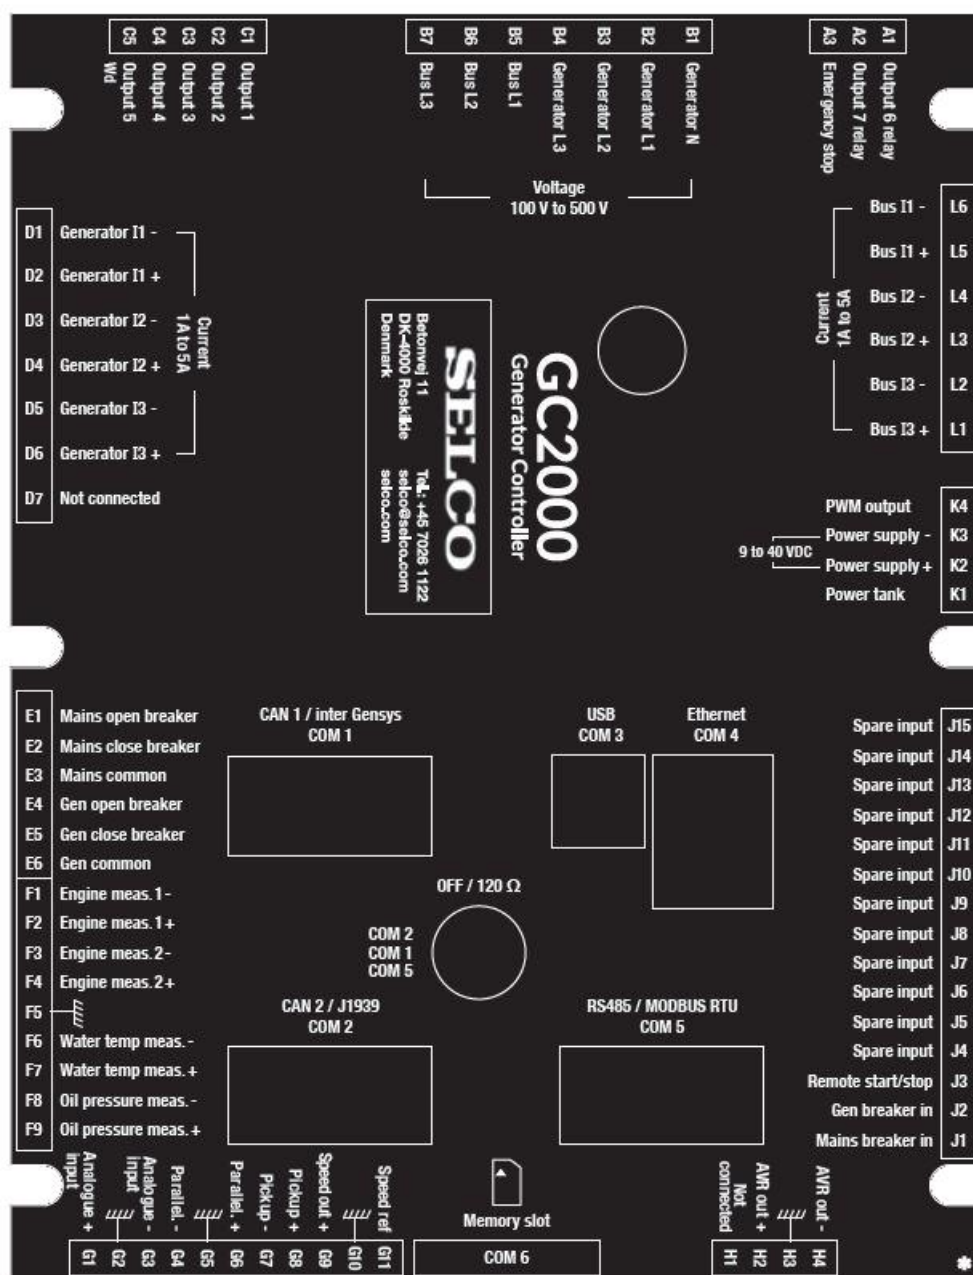 C5 C4 C3 C2 C1
Output 5 Wd
Output 4
Output 3
Output 2
Output 1
B7 B6 B5 B4 B3 B2 B1
Bus L3
Bus L2
Bus L1
Generator L3
Generator L2
Generator L1
Generator N
Voltage
100 V to 500 V
A3 A2 A1
Emergency stop
Output 7 relay
Output 6 relay
D1 Generator I1 -
D2 Generator I1 +
D3 Generator I2 -
D4 Generator I2 +
D5 Generator I3 -
D6 Generator I3 +
D7 Not connected
Current
1A to 5A
GC2000
Generator Controller
SELCO
Betonvej 11 Tel.: +45 7026 1122
DK-4000 Roskilde selco@selco.com
Denmark selco.com
Bus I1 - L6
Bus I1 + L5
Bus I2 - L4
Bus I2 + L3
Bus I3 - L2
Bus I3 + L1
1A to 5A
Current
PWM output K4
Power supply - K3
Power supply + K2
Power tank K1
9 to 40 VDC
E1 Mains open breaker
E2 Mains close breaker
E3 Mains common
E4 Gen open breaker
E5 Gen close breaker
E6 Gen common
F1 Engine meas.1-
F2 Engine meas.1+
F3 Engine meas.2-
F4 Engine meas.2+
F5
F6 Water temp meas.-
F7 Water temp meas.+
F8 Oil pressure meas.-
F9 Oil pressure meas.+
CAN 1 / inter Gensys
COM 1
USB
COM 3
Ethernet
COM 4
OFF / 120 Ω
COM 2
COM 1
COM 5
CAN 2 / J1939
COM 2
RS485 / MODBUS RTU
COM 5
Spare input J15
Spare input J14
Spare input J13
Spare input J12
Spare input J11
Spare input J10
Spare input J9
Spare input J8
Spare input J7
Spare input J6
Spare input J5
Spare input J4
Remote start/stop J3
Gen breaker in J2
Mains breaker in J1
Analogue + input
Analogue - input
Parallel. -
Parallel. +
Pickup -
Pickup +
Speed out +
Speed ref
G1 G2 G3 G4 G5 G6 G7 G8 G9 G10 G11
Memory slot
COM 6
Not connected
AVR out +
AVR out -
H1 H2 H3 H4
*